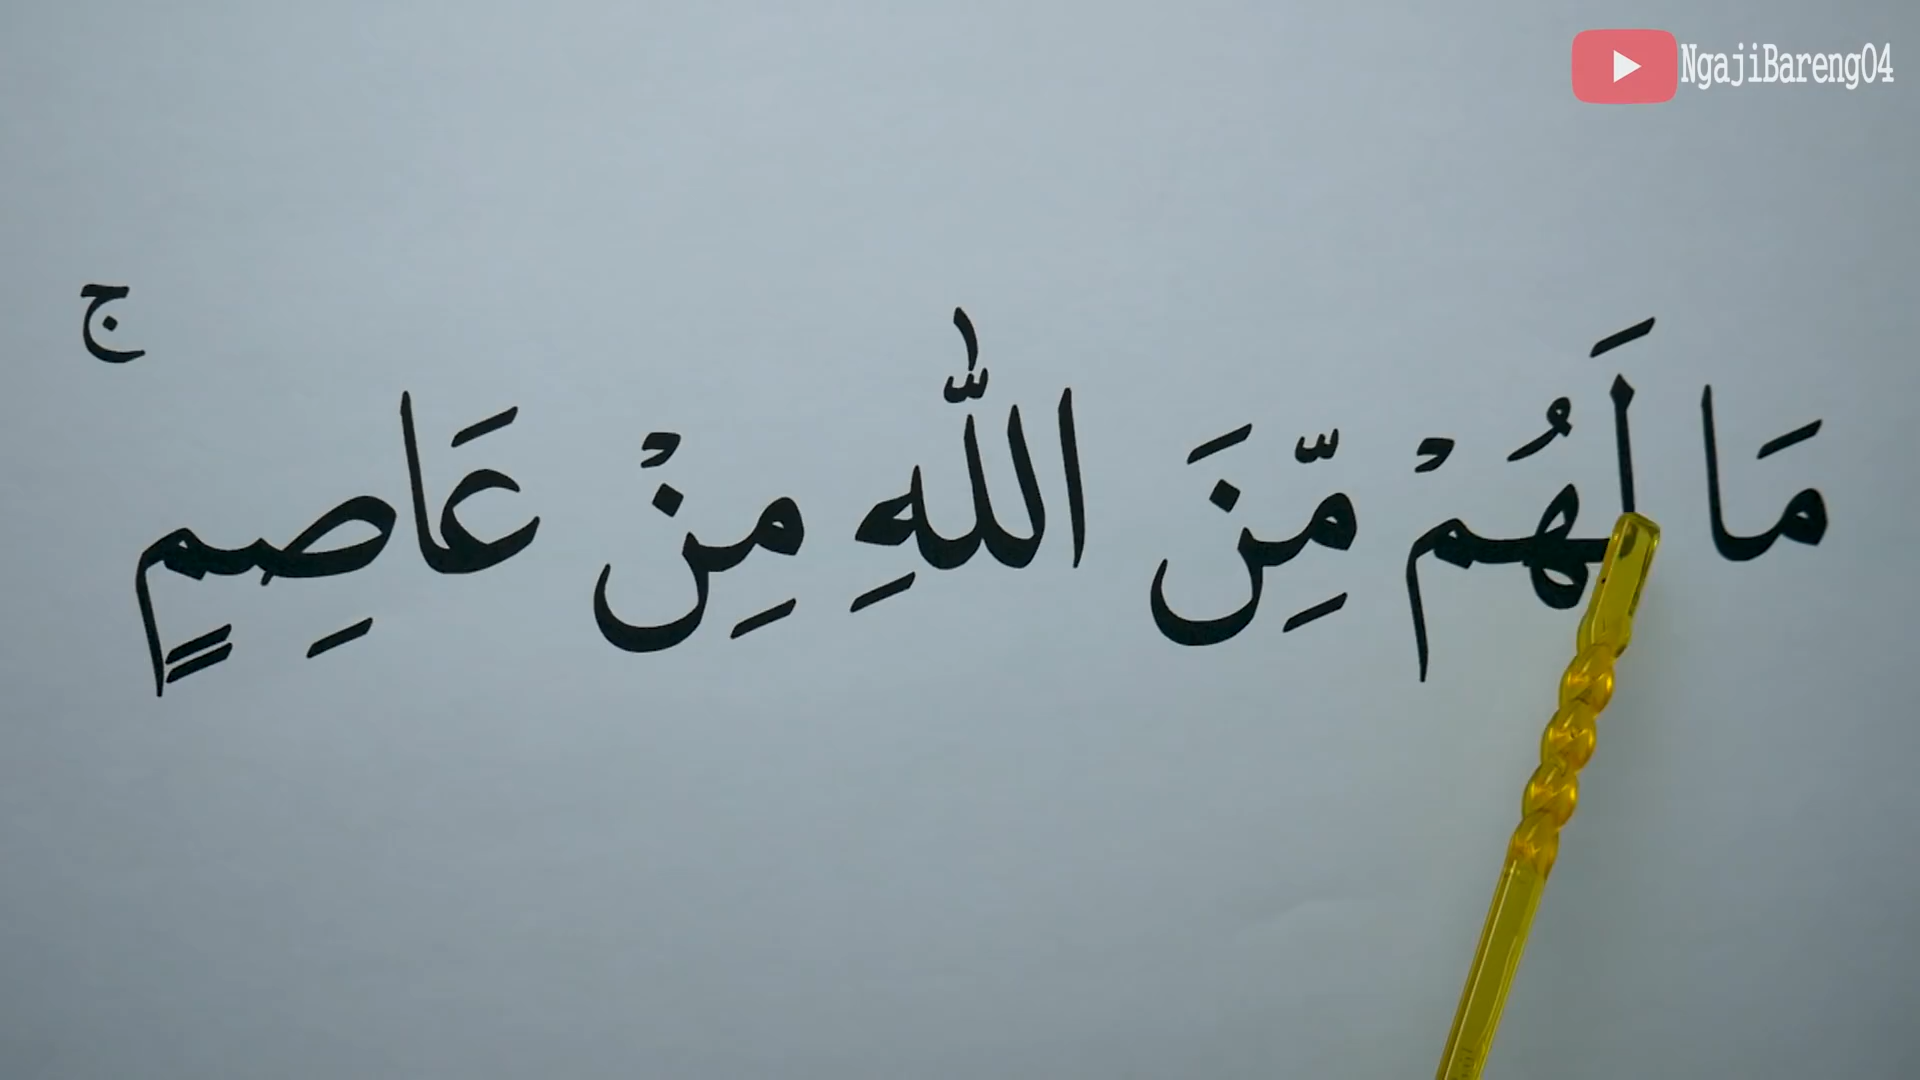 NgajiBareng04
مَا لَهُمْ مِّنَ اللّٰهِ مِنْ عَاصِمٍ ۚ